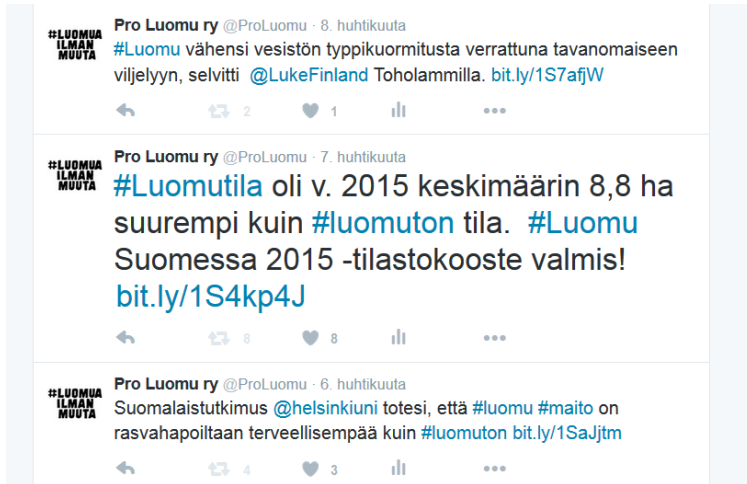 #LUOMUA
ILMAN
MUUTA
Pro Luomu ry @ProLuomu · 8. huhtikuuta
#Luomu vähensi vesistön typpikuormitusta verrattuna tavanomaiseen
viljelyyn, selvitti @LukeFinland Toholammilla. bit.ly/1S7afjW
2 1
#LUOMUA
ILMAN
MUUTA
Pro Luomu ry @ProLuomu · 7. huhtikuuta
#Luomutila oli v. 2015 keskimäärin 8,8 ha
suurempi kuin #luomuton tila. #Luomu
Suomessa 2015 -tilastokooste valmis!
bit.ly/1S4kp4J
8 8
#LUOMUA
ILMAN
MUUTA
Pro Luomu ry @ProLuomu · 6. huhtikuuta
Suomalaistutkimus @helsinkiuni totesi, että #luomu #maito on
rasvahapoiltaan terveellisempää kuin #luomuton bit.ly/1SaJjtm
4 3